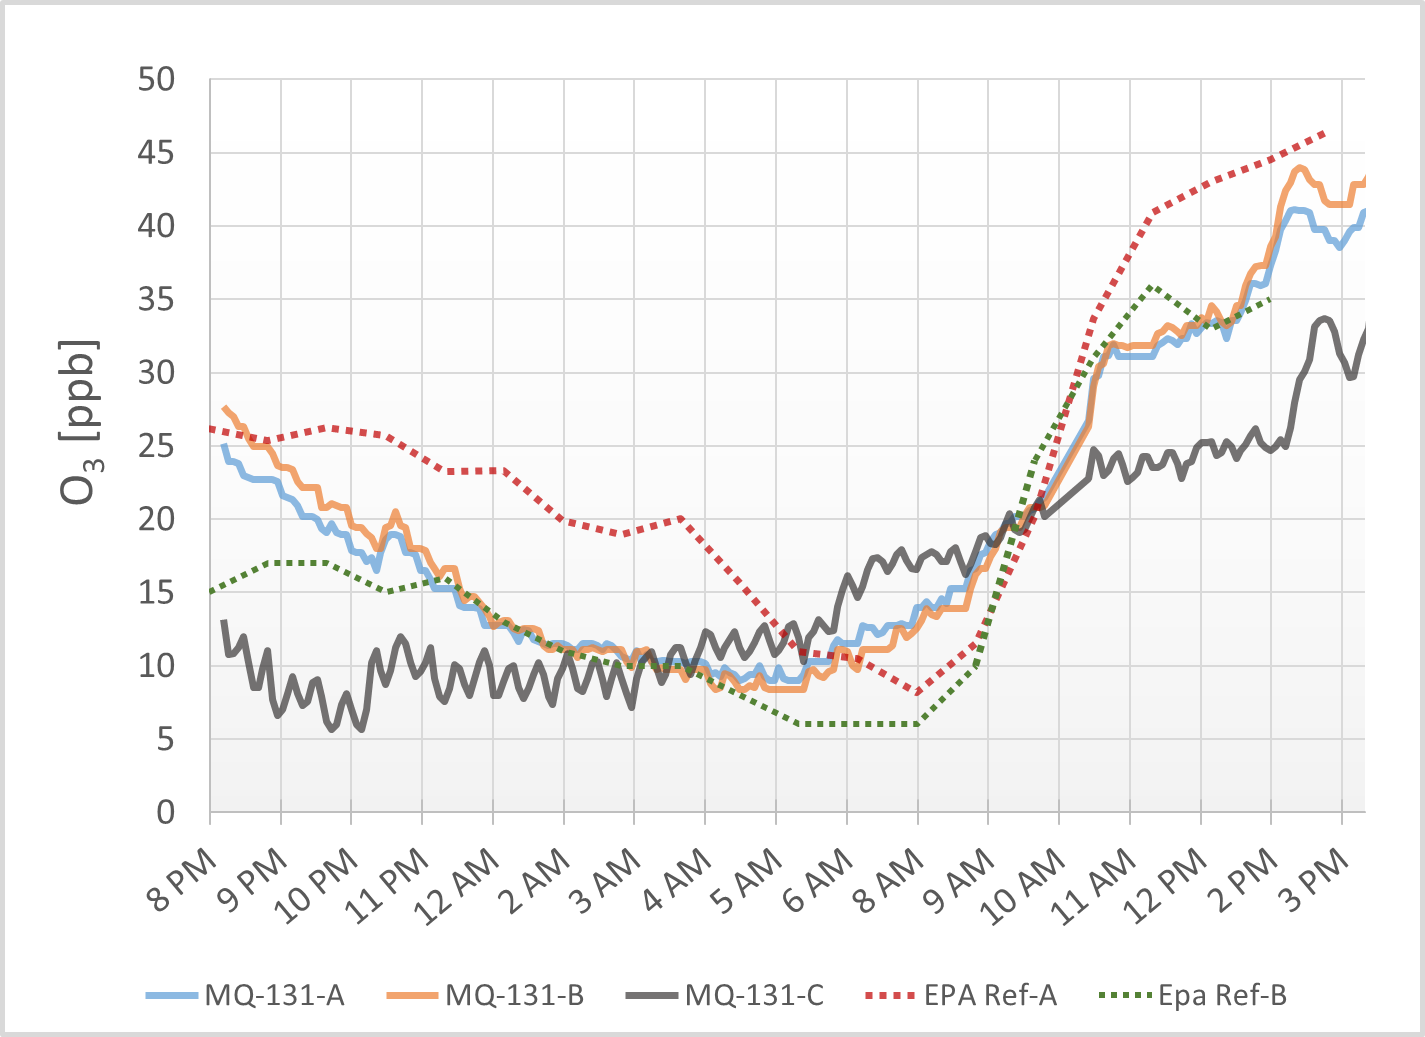 50
45
40
35
30
25
20
15
10
5
0
O3 [ppb]
8 PM
9 PM
10 PM
11 PM
12 AM
2 AM
3 AM
4 AM
5 AM
6 AM
8 AM
9 AM
10 AM
11 AM
12 PM
2 PM
3 PM
MQ-131-A MQ-131-B MQ-131-C EPA Ref-A Epa Ref-B